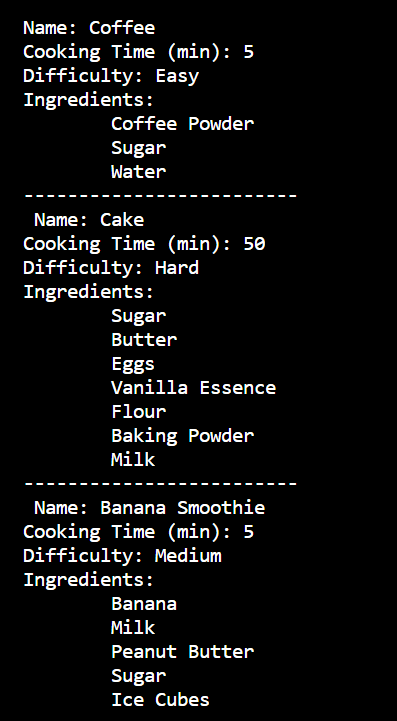 Name: Coffee
Cooking Time (min): 5
Difficulty: Easy
Ingredients:
        Coffee Powder
        Sugar
        Water
-------------------------
 Name: Cake
Cooking Time (min): 50
Difficulty: Hard
Ingredients:
        Sugar
        Butter
        Eggs
        Vanilla Essence
        Flour
        Baking Powder
        Milk
-------------------------
 Name: Banana Smoothie
Cooking Time (min): 5
Difficulty: Medium
Ingredients:
        Banana
        Milk
        Peanut Butter
        Sugar
        Ice Cubes